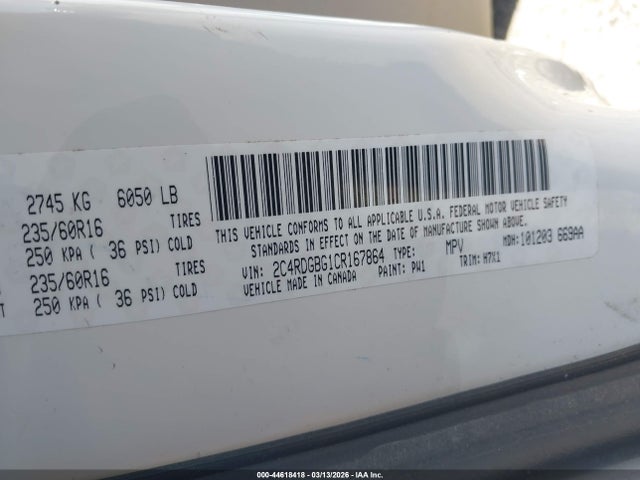 2745 KG 6050 LB
235/60R16 TIRES
250 KPA ( 36 PSI) COLD
235/60R16 TIRES
250 KPA ( 36 PSI) COLD
THIS VEHICLE CONFORMS TO ALL APPLICABLE U.S.A. FEDERAL MOTOR VEHICLE SAFETY
STANDARDS IN EFFECT ON THE DATE OF MANUFACTURE SHOWN ABOVE.
VIN: 2C4RDGBG1CR167864 TYPE: MPV MDH: 101203 669AA
VEHICLE MADE IN CANADA PAINT: PW1 TRIM: H7X1
000-44618418 - 03/13/2026 - IAA Inc.